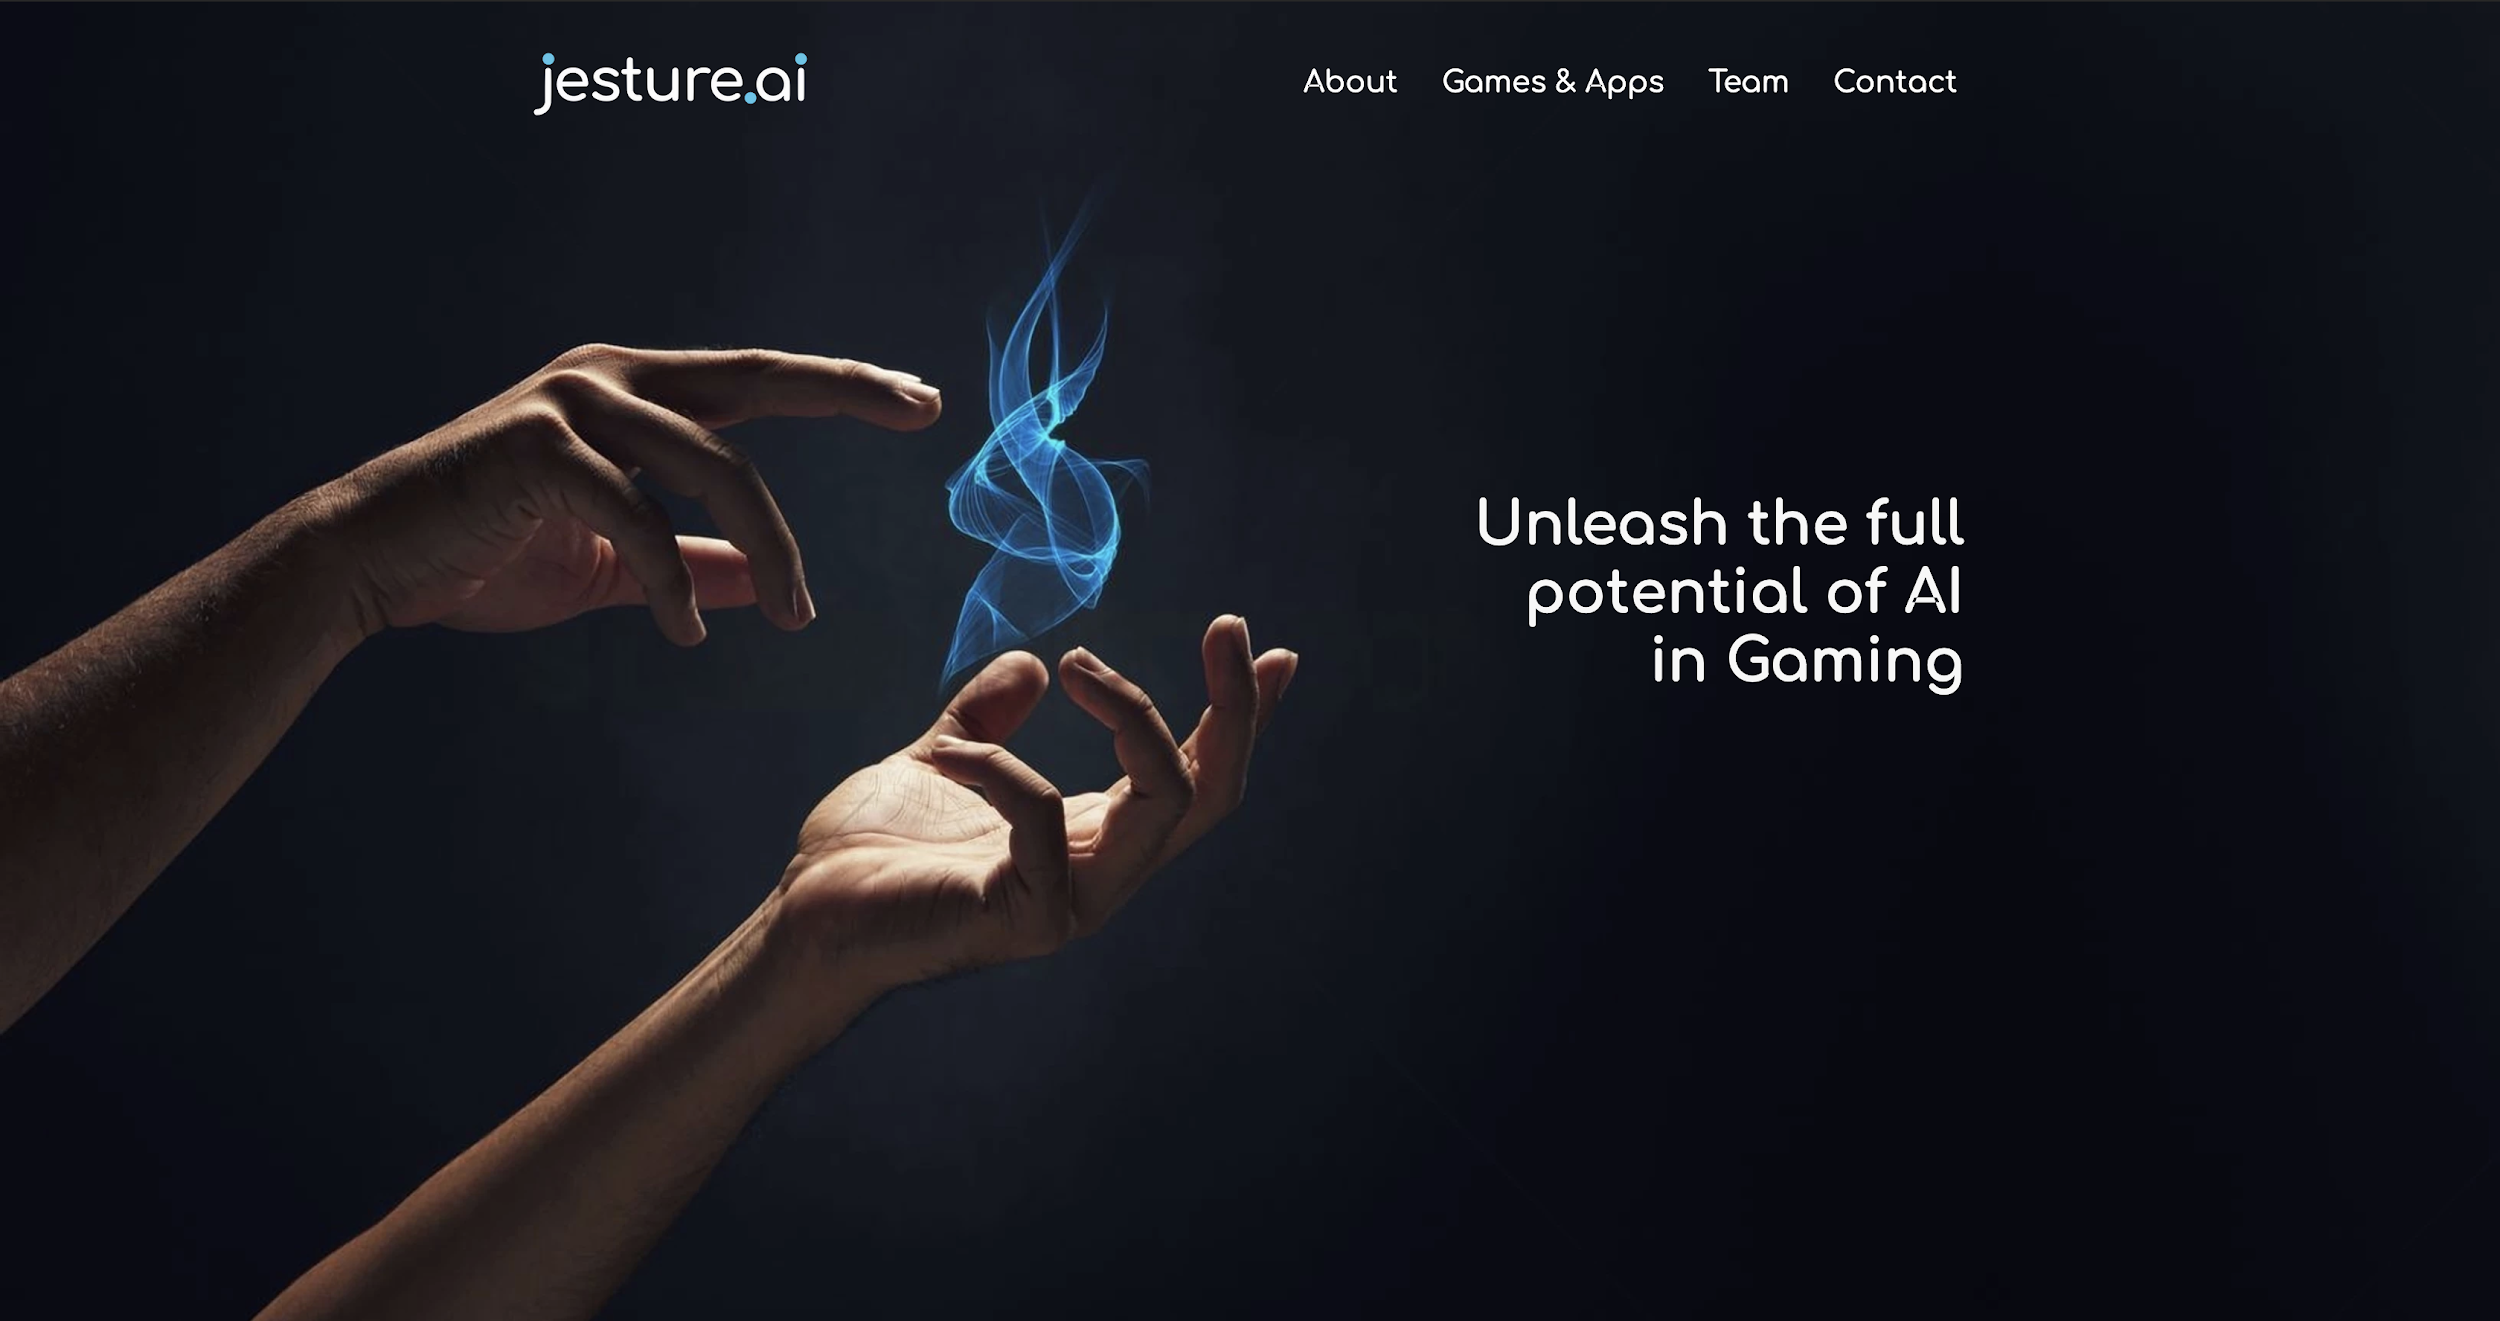 jesture.ai
About Games & Apps Team Contact
Unleash the full
potential of AI
in Gaming